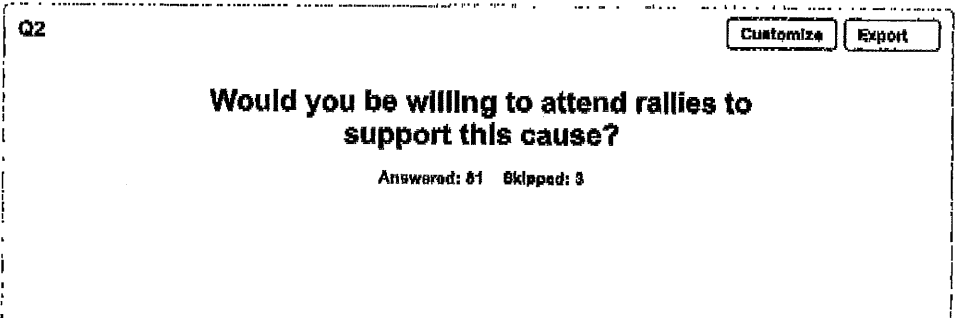 Q2
Customize
Export
Would you be willing to attend rallies to
support this cause?
Answered: 81 Skipped: 3